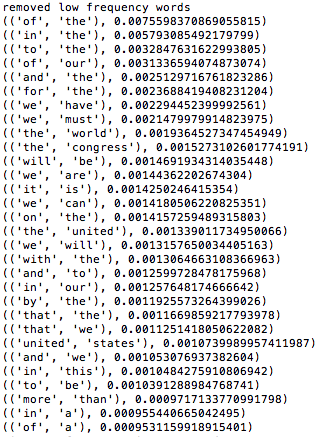 removed low frequency words
(('of', 'the'), 0.0075598370869055815)
(('in', 'the'), 0.005793085492179799)
(('to', 'the'), 0.0032847631622993805)
(('of', 'our'), 0.0031336594074873074)
(('and', 'the'), 0.0025129716761823286)
(('for', 'the'), 0.0023688419408231204)
(('we', 'have'), 0.002294452399992561)
(('we', 'must'), 0.0021479979914823975)
(('the', 'world'), 0.0019364527347454949)
(('the', 'congress'), 0.0015273102601774191)
(('will', 'be'), 0.0014691934314035448)
(('we', 'are'), 0.00144362202674304)
(('it', 'is'), 0.0014250246415354)
(('we', 'can'), 0.0014180506220825351)
(('on', 'the'), 0.0014157259489315803)
(('the', 'united'), 0.001339011734950066)
(('we', 'will'), 0.0013157650034405163)
(('with', 'the'), 0.0013064663108366963)
(('and', 'to'), 0.0012599728478175968)
(('in', 'our'), 0.001257648174666642)
(('by', 'the'), 0.0011925573264399026)
(('that', 'the'), 0.0011669859217793978)
(('that', 'we'), 0.0011251418050622082)
(('united', 'states'), 0.0010739989957411987)
(('and', 'we'), 0.001053076937382604)
(('in', 'this'), 0.0010484275910806942)
(('to', 'be'), 0.0010391288984768741)
(('more', 'than'), 0.0009717133770991798)
(('in', 'a'), 0.000955440665042495)
(('of', 'a'), 0.0009531159918915401)